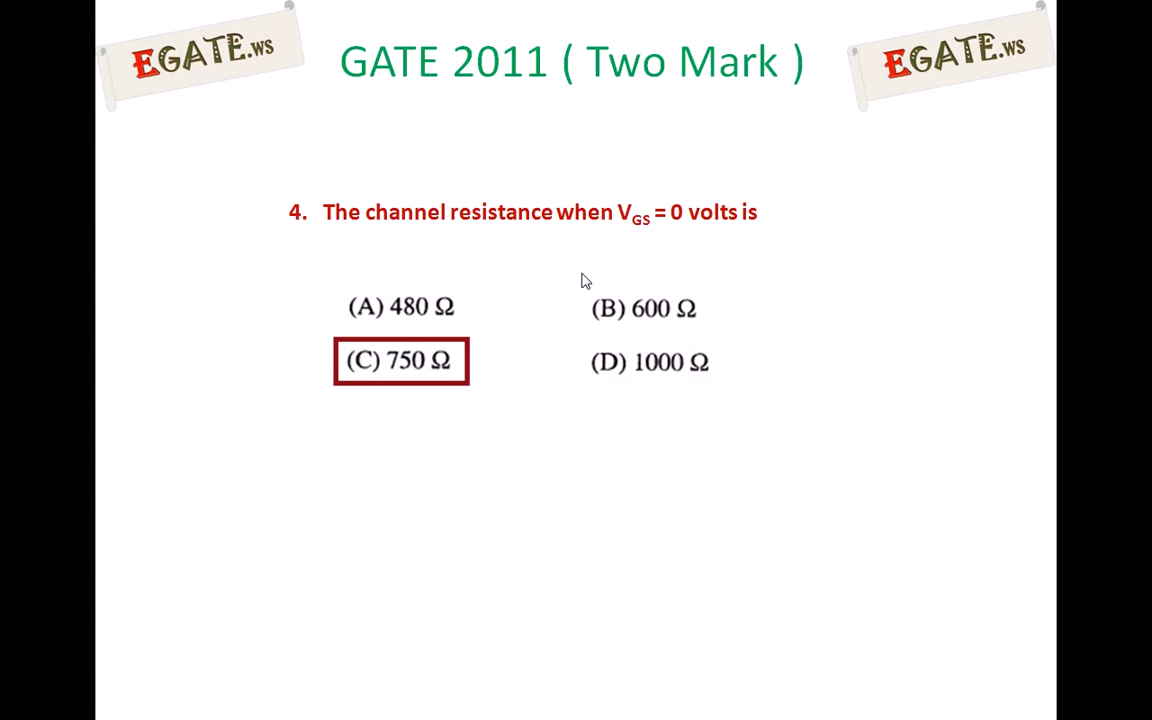 EGATE.ws
GATE 2011 ( Two Mark )
EGATE.ws
4. The channel resistance when VGS = 0 volts is
(A) 480 Ω
(B) 600 Ω
(C) 750 Ω
(D) 1000 Ω